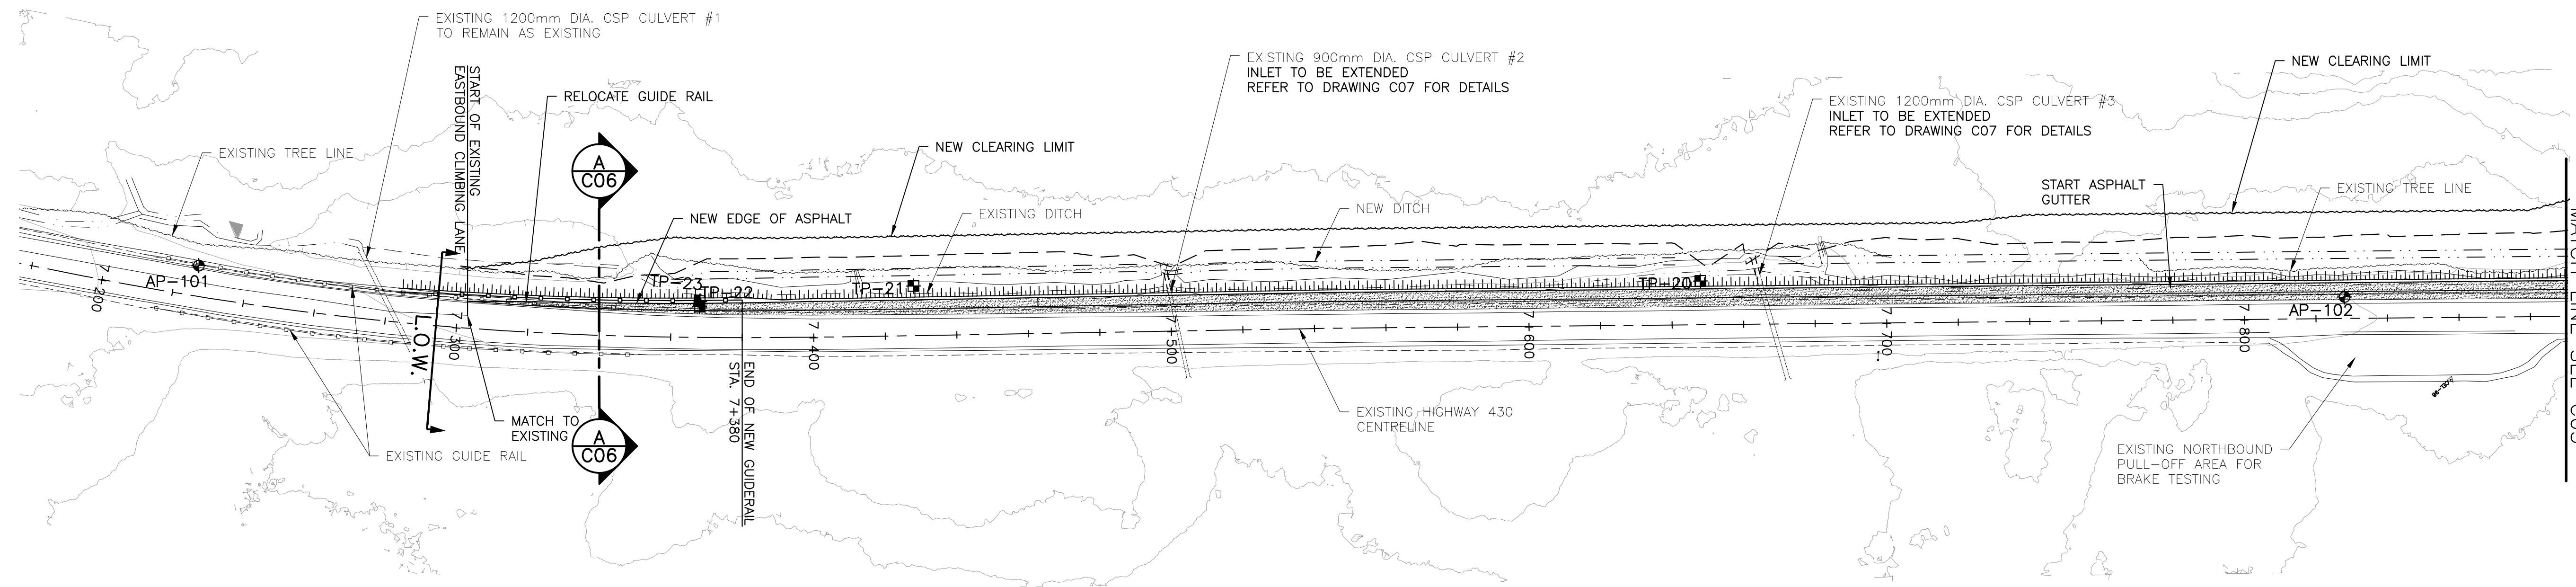 EXISTING 1200mm DIA. CSP CULVERT #1
TO REMAIN AS EXISTING
START OF EXISTING
EASTBOUND CLIMBING LANE
RELOCATE GUIDE RAIL
EXISTING TREE LINE
A
C06
NEW EDGE OF ASPHALT
NEW CLEARING LIMIT
EXISTING DITCH
EXISTING 900mm DIA. CSP CULVERT #2
INLET TO BE EXTENDED
REFER TO DRAWING C07 FOR DETAILS
NEW DITCH
EXISTING 1200mm DIA. CSP CULVERT #3
INLET TO BE EXTENDED
REFER TO DRAWING C07 FOR DETAILS
NEW CLEARING LIMIT
START ASPHALT
GUTTER
EXISTING TREE LINE
AP-101
TP-23
TP-22
TP-21
TP-20
AP-102
7+200
7+300
7+400
7+500
7+600
7+700
7+800
L.O.W.
MATCH TO
EXISTING
EXISTING GUIDE RAIL
A
C06
END OF NEW GUIDERAIL
STA. 7+380
EXISTING HIGHWAY 430
CENTRELINE
EXISTING NORTHBOUND
PULL-OFF AREA FOR
BRAKE TESTING